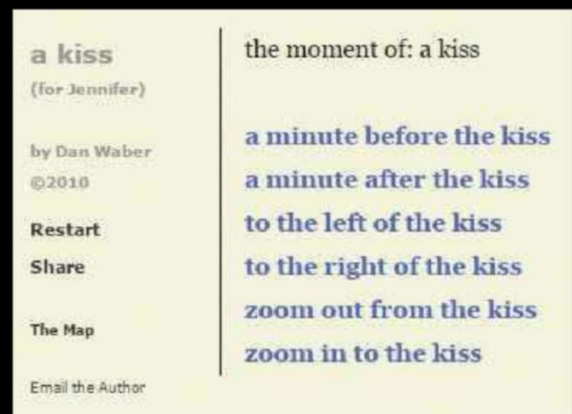 a kiss
(for Jennifer)
by Dan Waber
©2010
Restart
Share
The Map
Email the Author
the moment of: a kiss
a minute before the kiss
a minute after the kiss
to the left of the kiss
to the right of the kiss
zoom out from the kiss
zoom in to the kiss